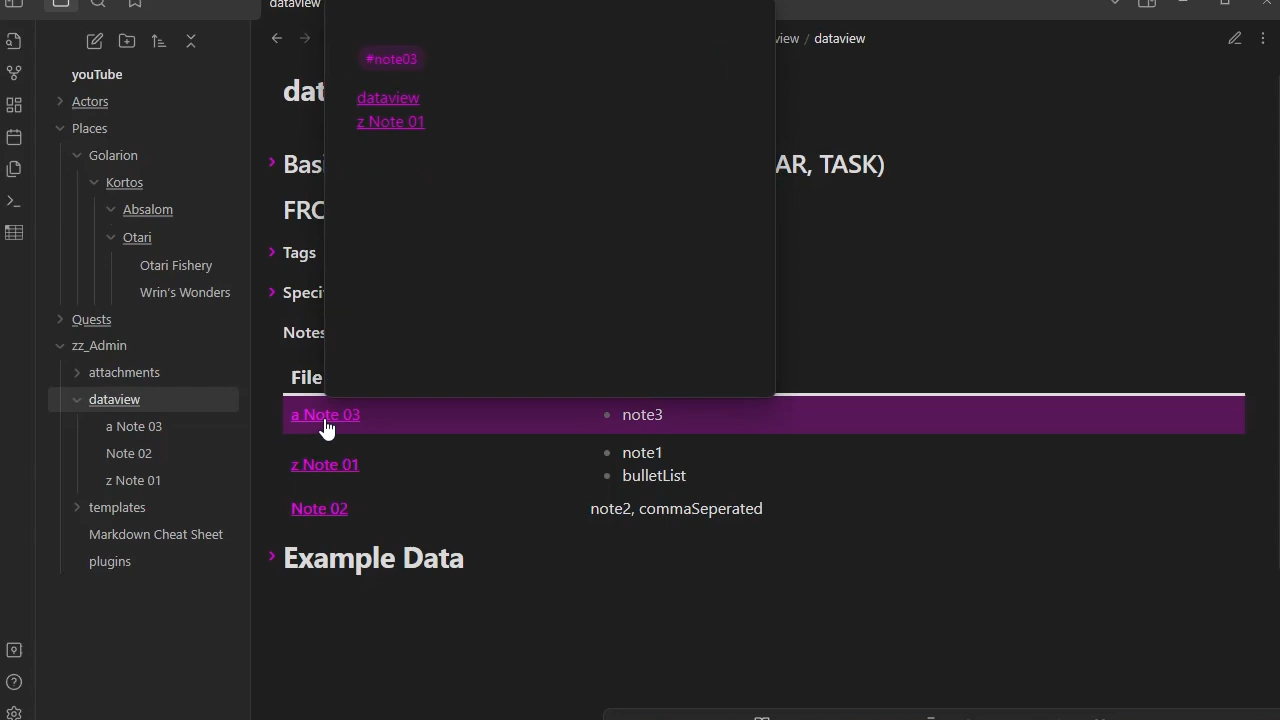 dataview
youTube
Actors
Places
Golarion
Kortos
Absalom
Otari
Otari Fishery
Wrin's Wonders
Quests
zz_Admin
attachments
dataview
a Note 03
Note 02
z Note 01
templates
Markdown Cheat Sheet
plugins
view / dataview
#note03
dataview
z Note 01
dat
Basi
AR, TASK)
FRO
Tags
Speci
Notes
File
a Note 03
note3
z Note 01
note1
bulletList
Note 02
note2, commaSeperated
Example Data